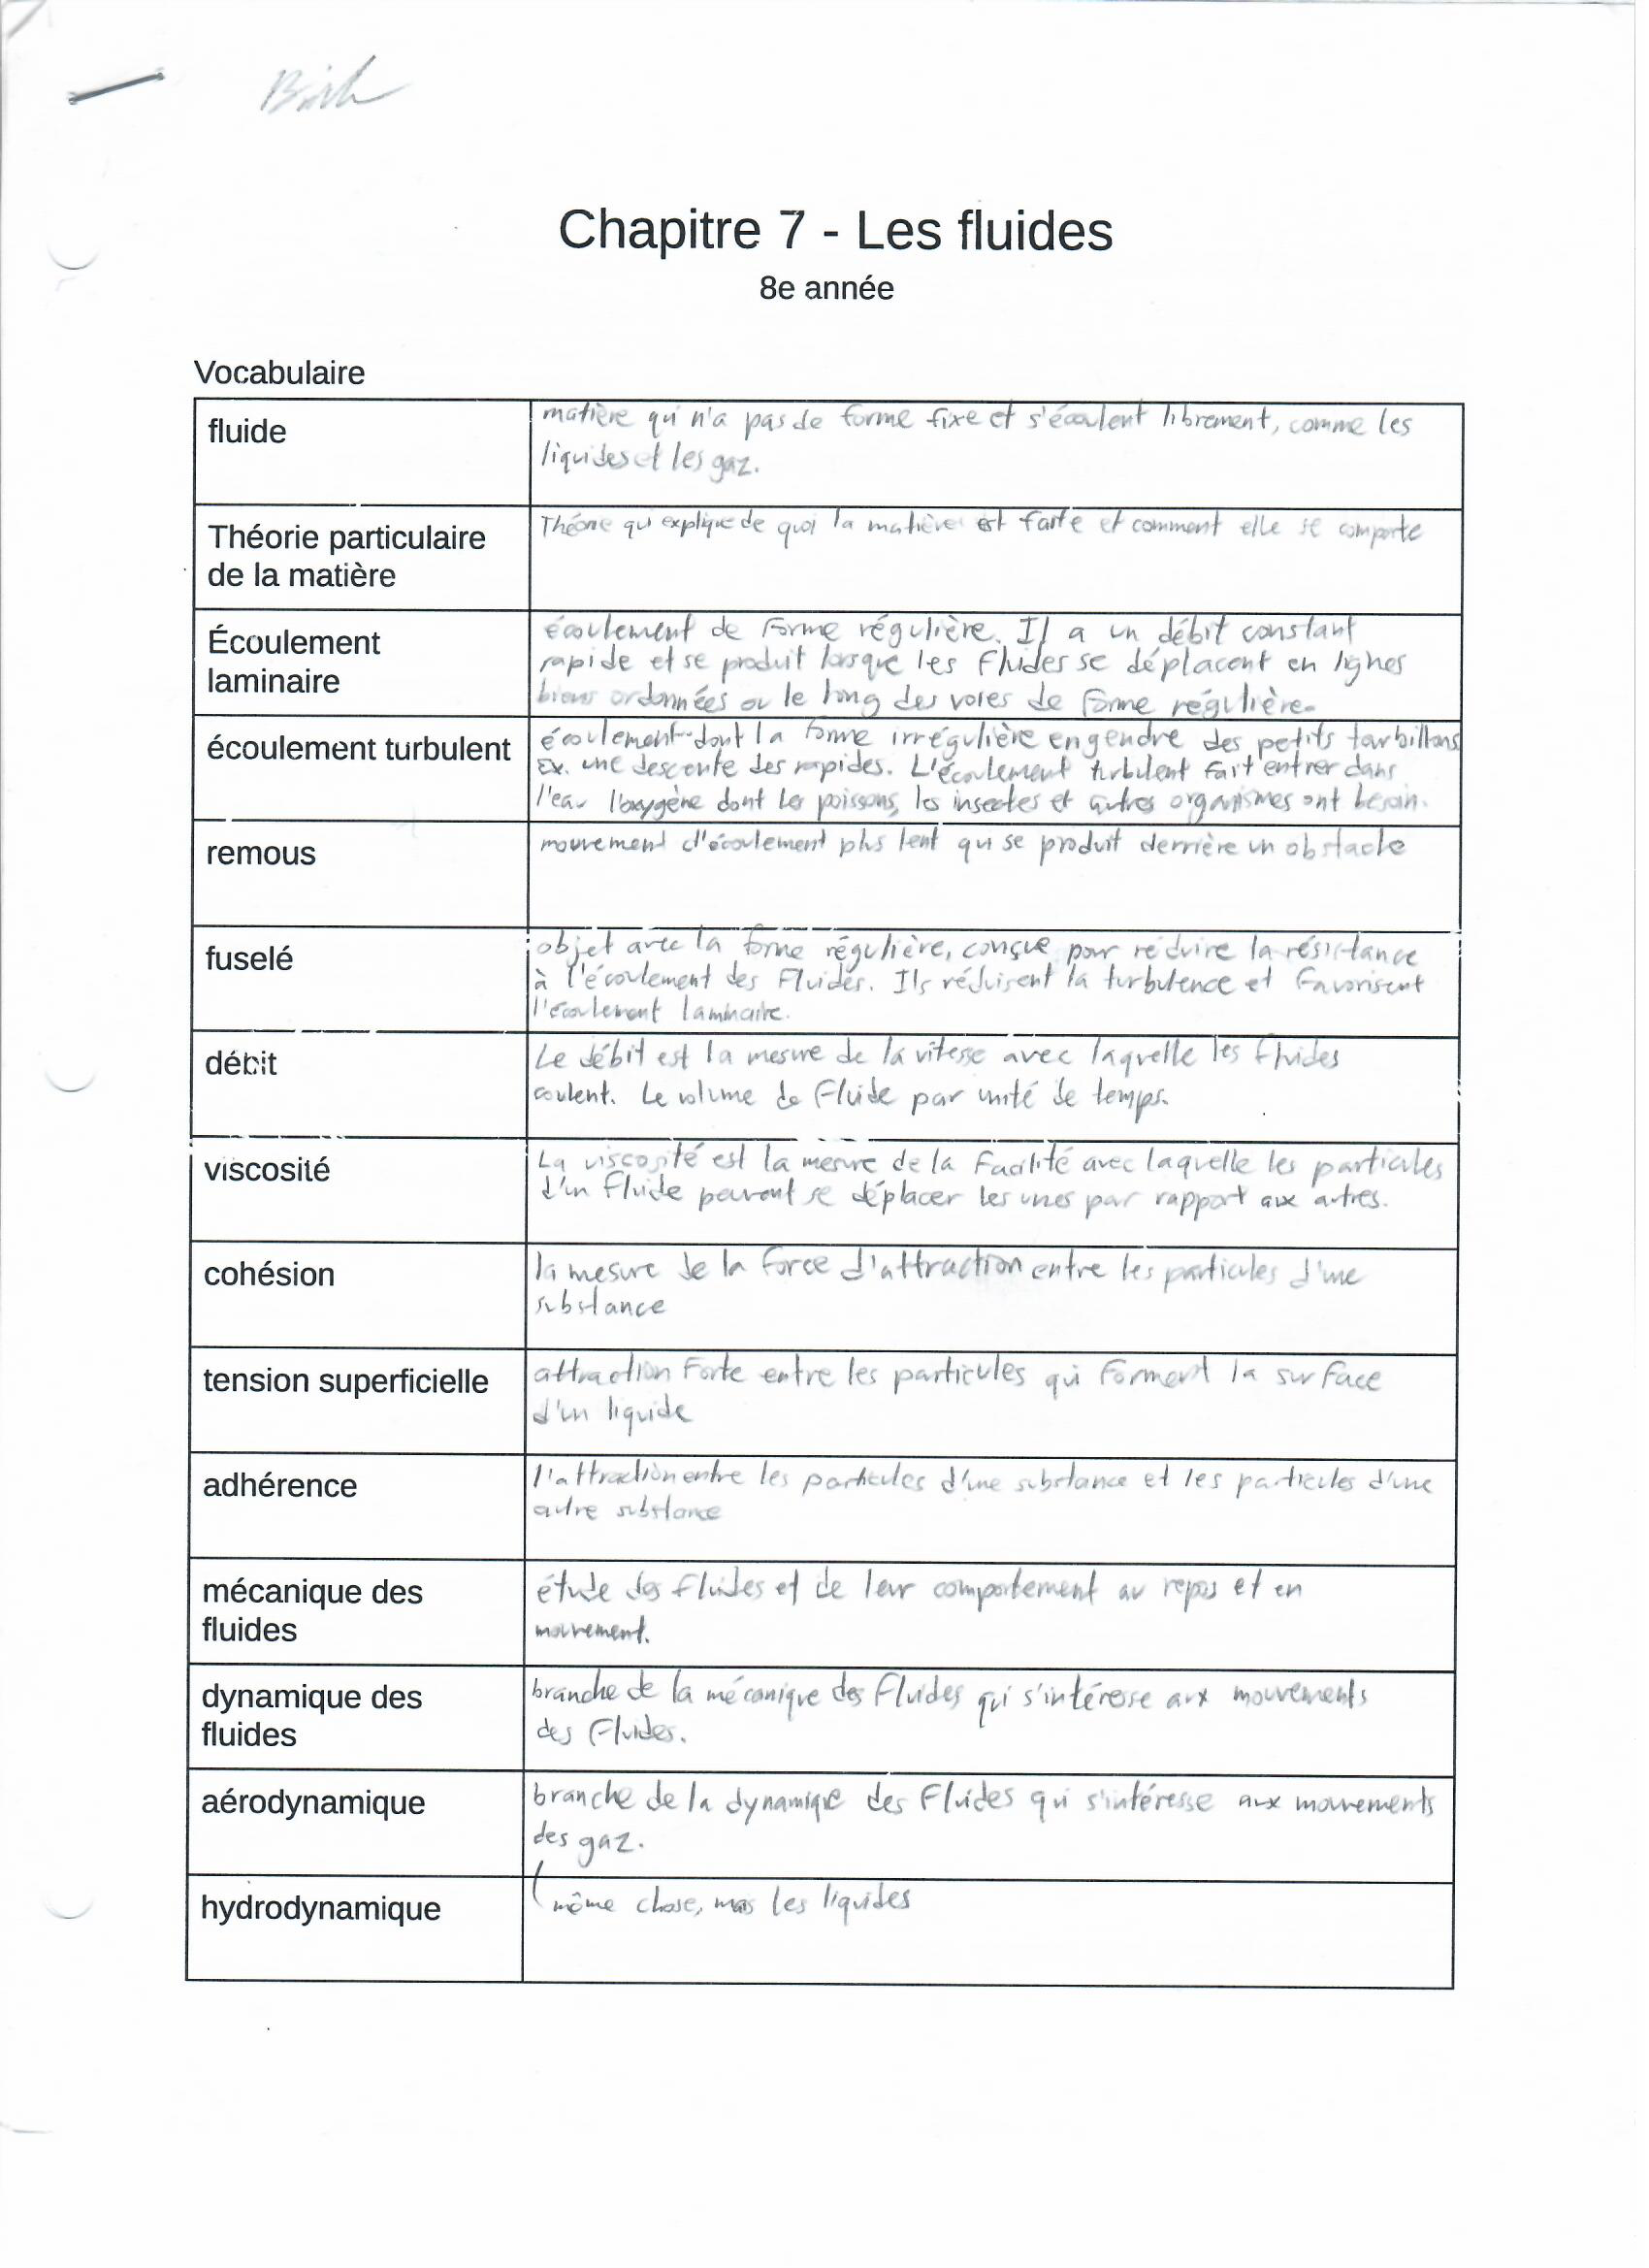 Chapitre 7 - Les fluides
8e année
Vocabulaire
fluide
matière qui n'a pas de forme fixe et s'écoulent librement, comme les
liquides et les gaz.
Théorie particulaire
de la matière
Théorie qui explique de quoi la matière est faite et comment elle se comporte
Écoulement
laminaire
écoulement de forme régulière. Il a un débit constant
rapide et se produit lorsque les fluides se déplacent en lignes
biens ordonnées ou le long des voies de forme régulière.
écoulement turbulent
écoulement dont la forme irrégulière engendre des petits tourbillons
Ex. une descente des rapides. L'écoulement turbulent fait entrer dans
l'eau l'oxygène dont les poissons, les insectes et autres organismes ont besoin.
remous
mouvement d'écoulement plus lent qui se produit derrière un obstacle
fuselé
objet avec la forme régulière, conçue pour réduire la résistance
à l'écoulement des fluides. Ils réduisent la turbulence et favorisent
l'écoulement laminaire.
débit
Le débit est la mesure de la vitesse avec laquelle les fluides
coulent. Le volume de fluide par unité de temps.
viscosité
La viscosité est la mesure de la facilité avec laquelle les particules
d'un fluide peuvent se déplacer les unes par rapport aux autres.
cohésion
la mesure de la force d'attraction entre les particules d'une
substance
tension superficielle
attraction forte entre les particules qui forment la surface
d'un liquide
adhérence
l'attraction entre les particules d'une substance et les particules d'une
autre substance
mécanique des
fluides
étude des fluides et de leur comportement au repos et en
mouvement.
dynamique des
fluides
branche de la mécanique des fluides qui s'intéresse aux mouvements
des fluides.
aérodynamique
branche de la dynamique des fluides qui s'intéresse aux mouvements
des gaz.
hydrodynamique
même chose, mais les liquides